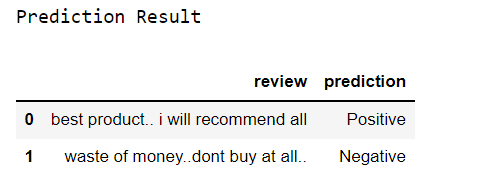 Prediction Result
review prediction
0 best product.. i will recommend all Positive
1 waste of money..dont buy at all.. Negative